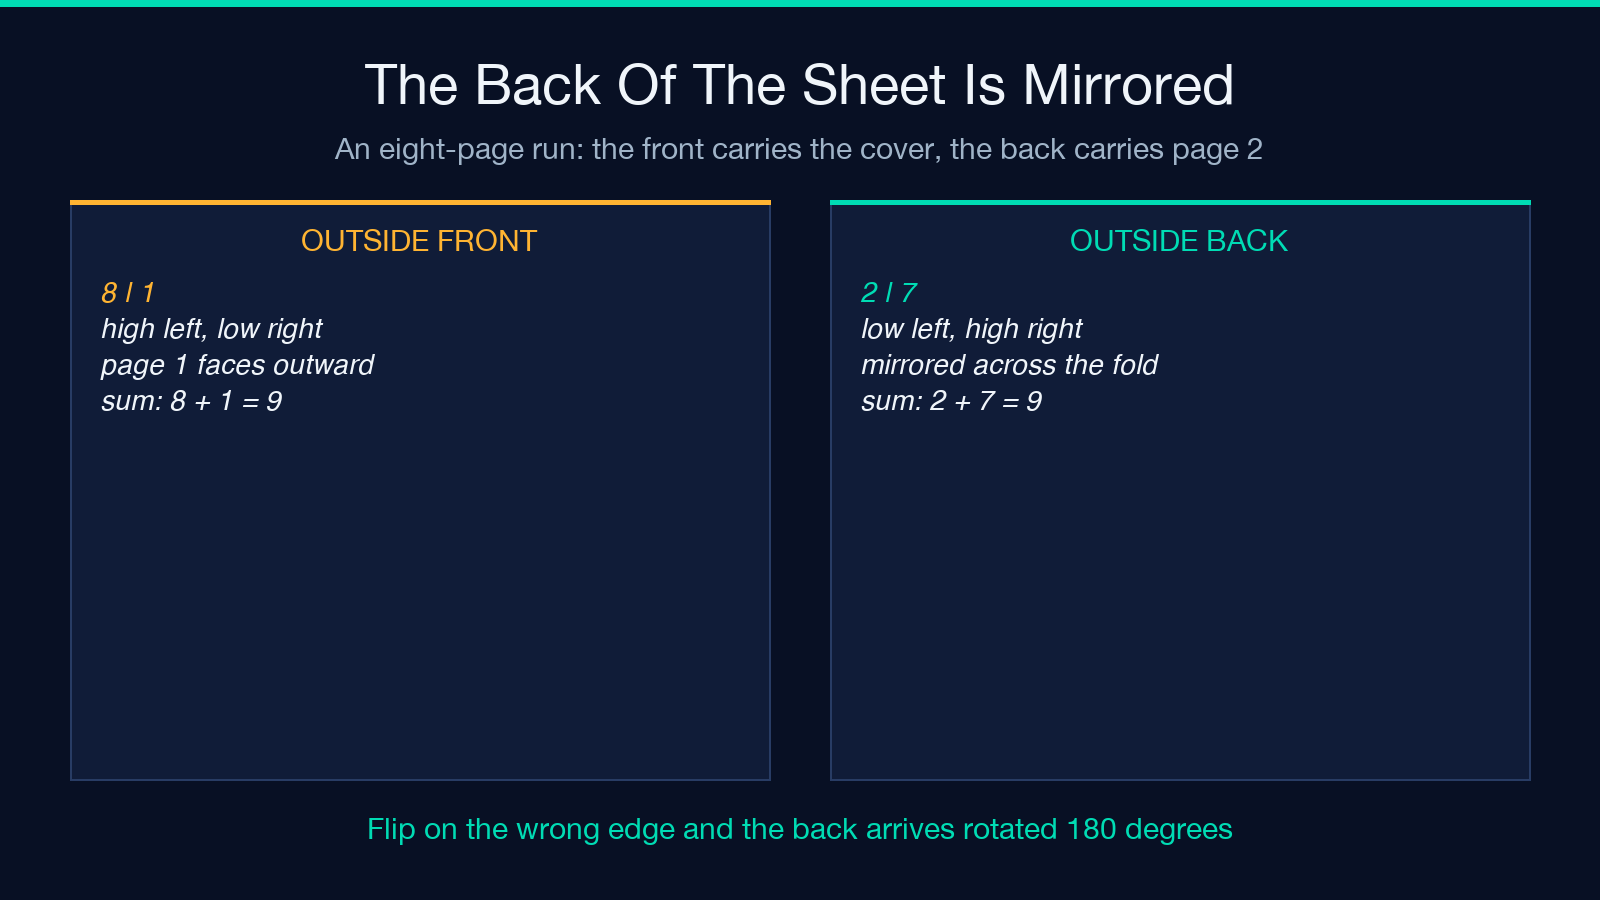 The Back Of The Sheet Is Mirrored
An eight-page run: the front carries the cover, the back carries page 2
OUTSIDE FRONT
8 | 1
high left, low right
page 1 faces outward
sum: 8 + 1 = 9
OUTSIDE BACK
2 | 7
low left, high right
mirrored across the fold
sum: 2 + 7 = 9
Flip on the wrong edge and the back arrives rotated 180 degrees